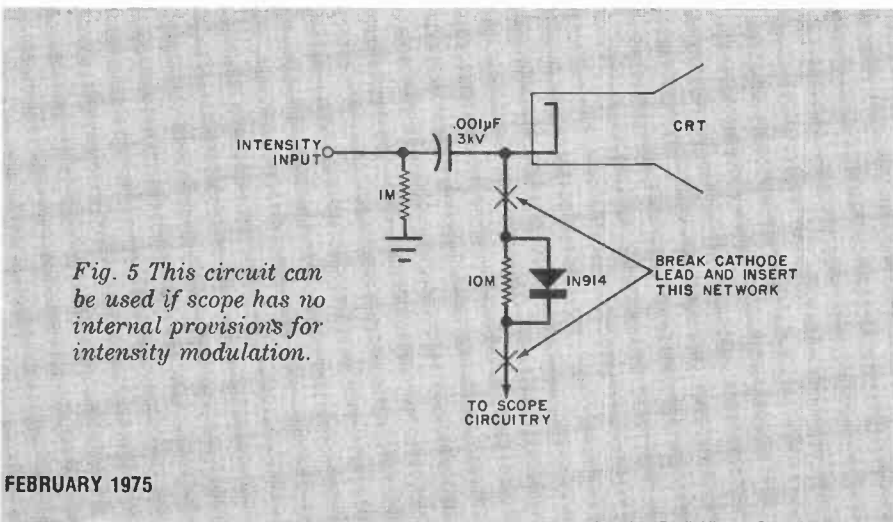 INTENSITY
INPUT
.001µF
3kV
CRT
1M
10M
1N914
BREAK CATHODE
LEAD AND INSERT
THIS NETWORK
Fig. 5 This circuit can
be used if scope has no
internal provisions for
intensity modulation.
TO SCOPE
CIRCUITRY
FEBRUARY 1975